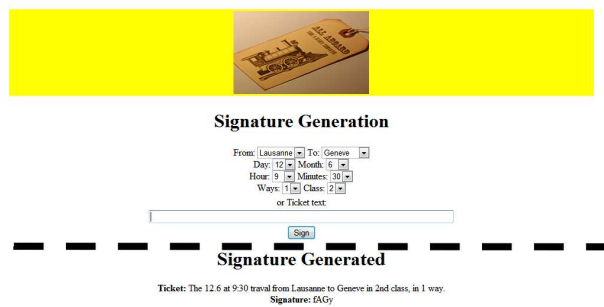 ALL ABOARD
Signature Generation
From: Lausanne To: Geneve
Day: 12 Month: 6
Hour: 9 Minutes: 30
Ways: 1 Class: 2
or Ticket text:
Sign
Signature Generated
Ticket: The 12.6 at 9:30 traval from Lausanne to Geneve in 2nd class, in 1 way.
Signature: fAGy